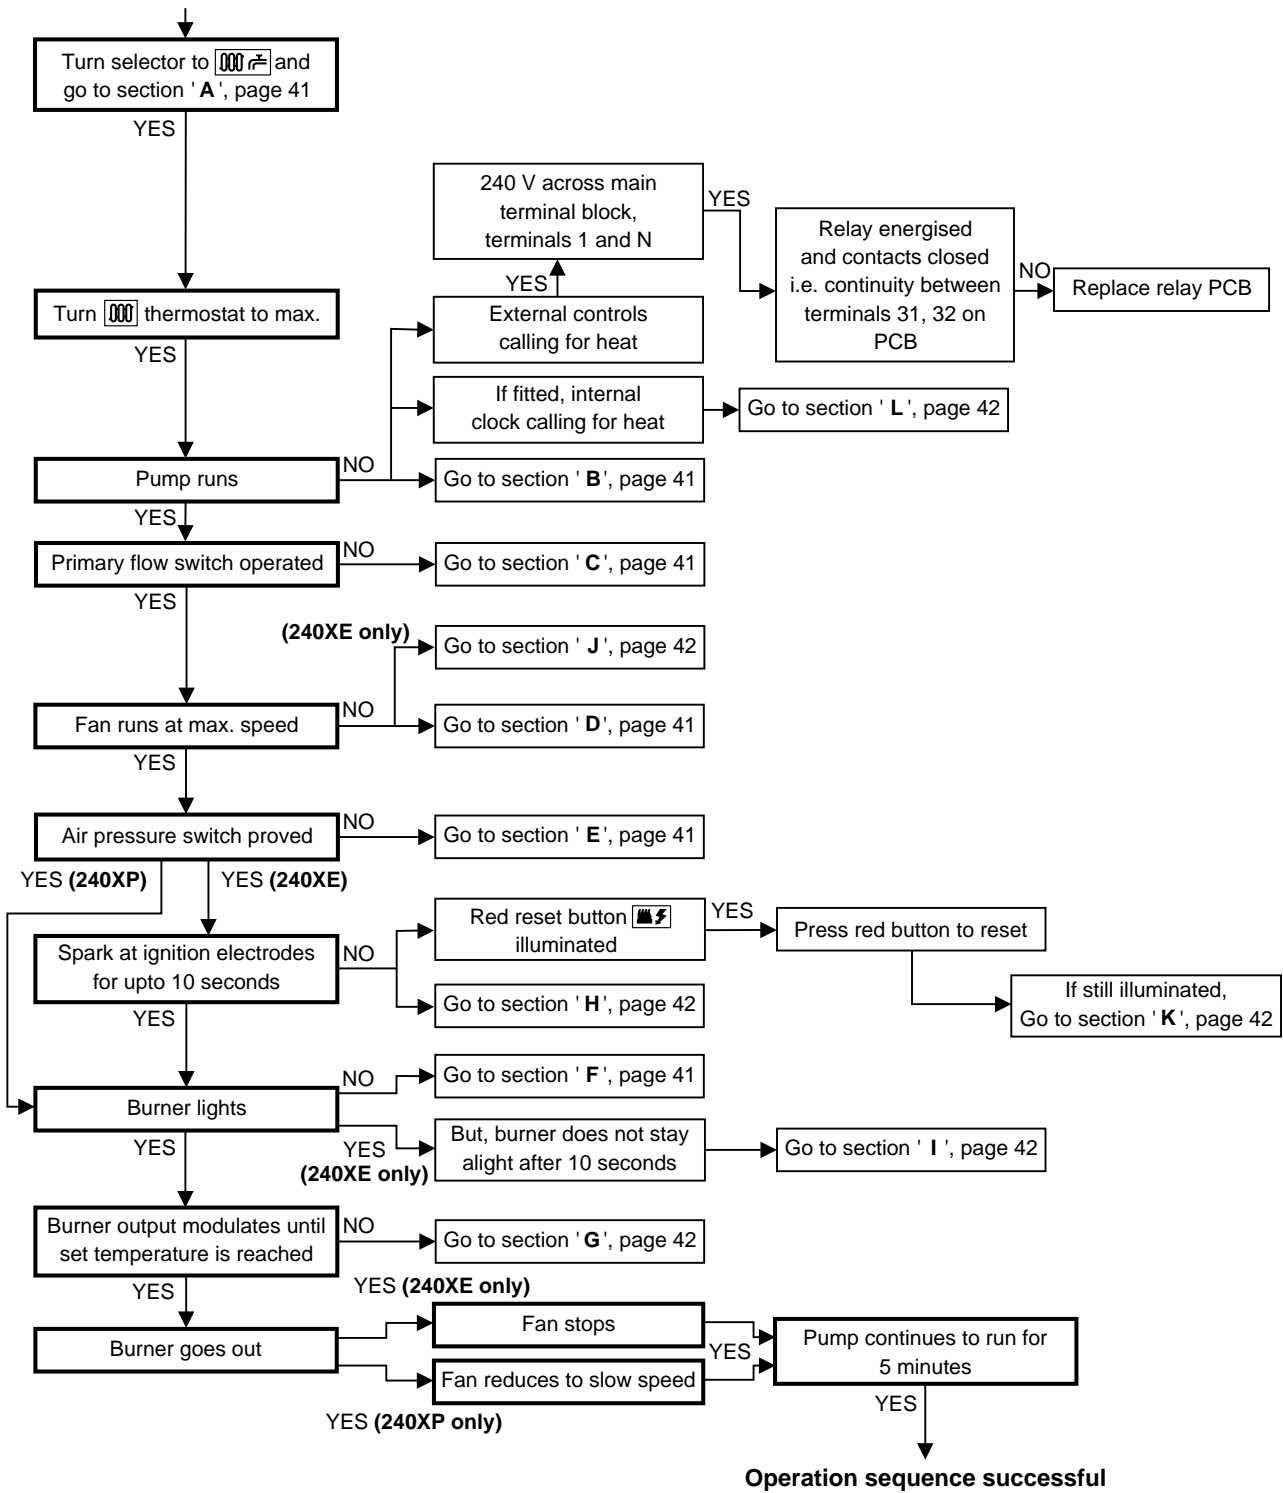 Turn selector to and
go to section ' A ', page 41
YES
240 V across main
terminal block,
terminals 1 and N
YES
Relay energised
and contacts closed
i.e. continuity between
terminals 31, 32 on
PCB
NO
Replace relay PCB
YES
Turn thermostat to max.
External controls
calling for heat
YES
If fitted, internal
clock calling for heat
Go to section ' L ', page 42
Pump runs
NO
Go to section ' B ', page 41
YES
Primary flow switch operated
NO
Go to section ' C ', page 41
YES
(240XE only)
Go to section ' J ', page 42
Fan runs at max. speed
NO
Go to section ' D ', page 41
YES
Air pressure switch proved
NO
Go to section ' E ', page 41
YES (240XP)
YES (240XE)
Red reset button
illuminated
YES
Press red button to reset
Spark at ignition electrodes
for upto 10 seconds
NO
Go to section ' H ', page 42
If still illuminated,
Go to section ' K ', page 42
YES
Burner lights
NO
Go to section ' F ', page 41
YES
YES
(240XE only)
But, burner does not stay
alight after 10 seconds
Go to section ' I ', page 42
Burner output modulates until
set temperature is reached
NO
Go to section ' G ', page 42
YES
YES (240XE only)
Burner goes out
Fan stops
YES
Pump continues to run for
5 minutes
Fan reduces to slow speed
YES (240XP only)
YES
Operation sequence successful